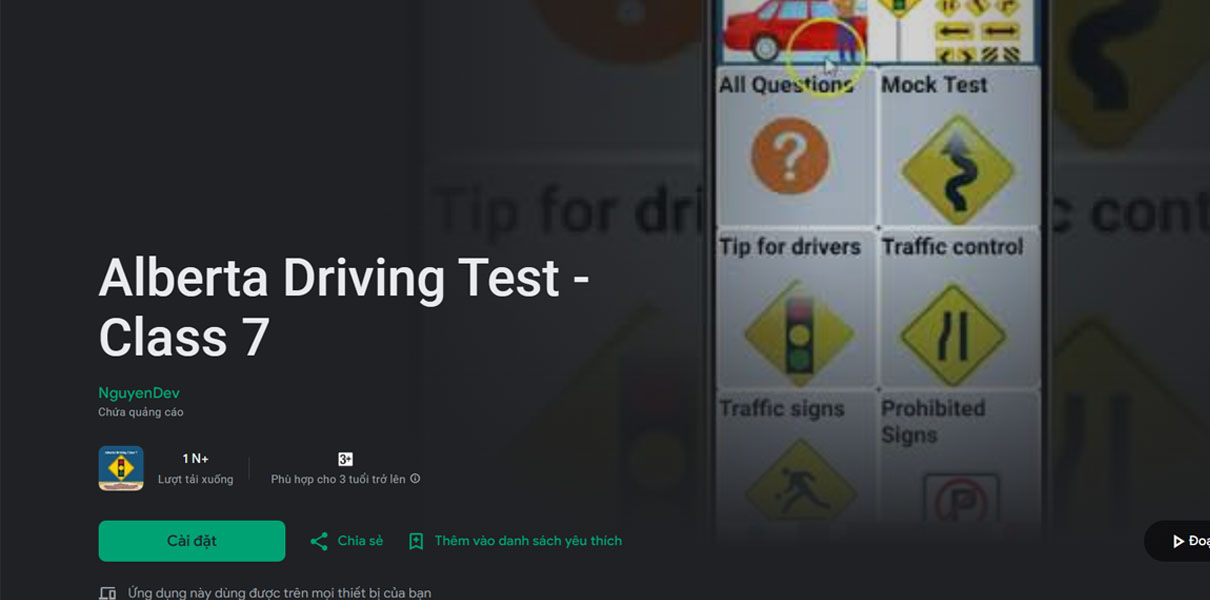 All Questions
Mock Test
Tip for drivers
Traffic control
Traffic signs
Prohibited
Signs
P
Tip for dri
c cont
Alberta Driving Test -
Class 7
NguyenDev
Chứa quảng cáo
1 N+
3+
Lượt tải xuống
Phù hợp cho 3 tuổi trở lên
Cài đặt
Chia sẻ
Thêm vào danh sách yêu thích
Đoạ
Ứng dụng này dùng được trên mọi thiết bị của bạn